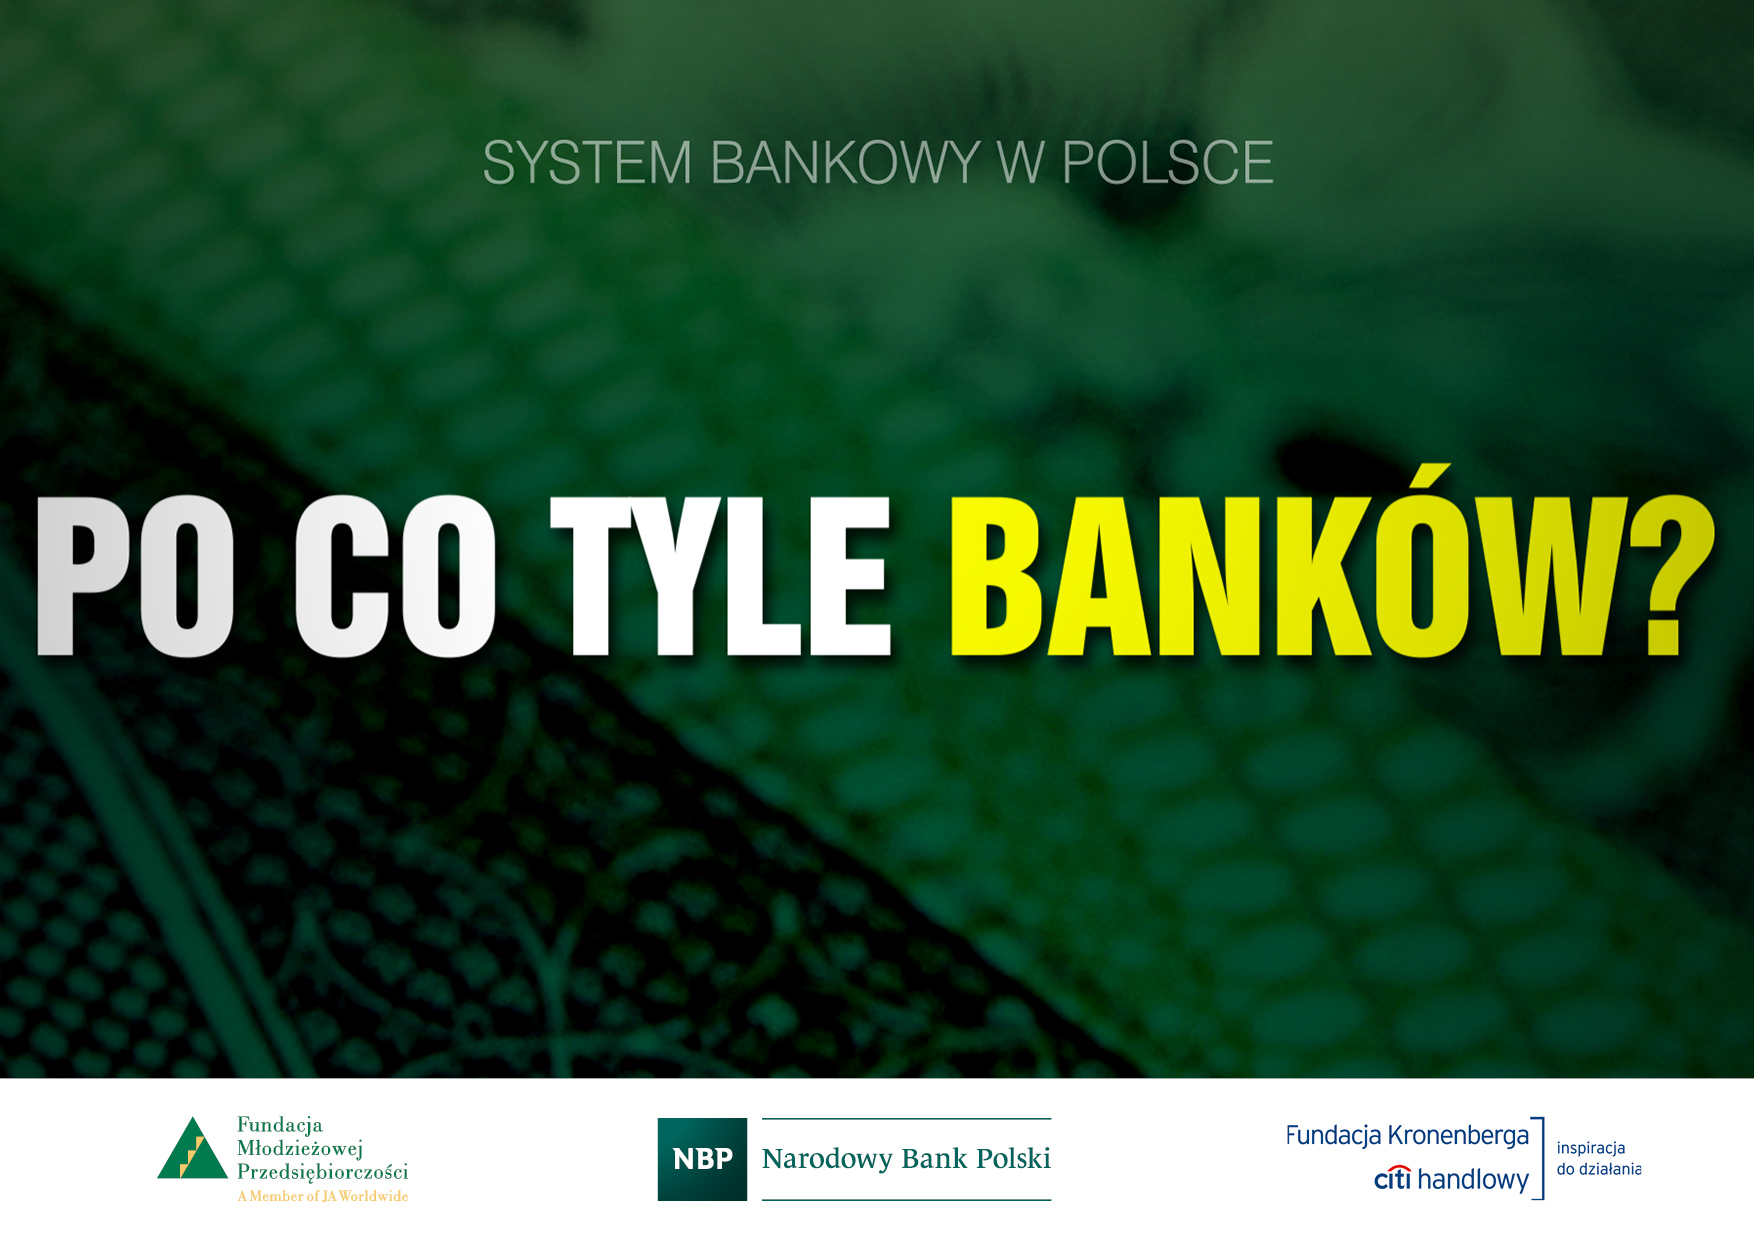 SYSTEM BANKOWY W POLSCE
PO CO TYLE BANKÓW?
Fundacja
Młodzieżowej
Przedsiębiorczości
A Member of JA Worldwide
NBP
Narodowy Bank Polski
Fundacja Kronenberga
citi handlowy
inspiracja
do działania